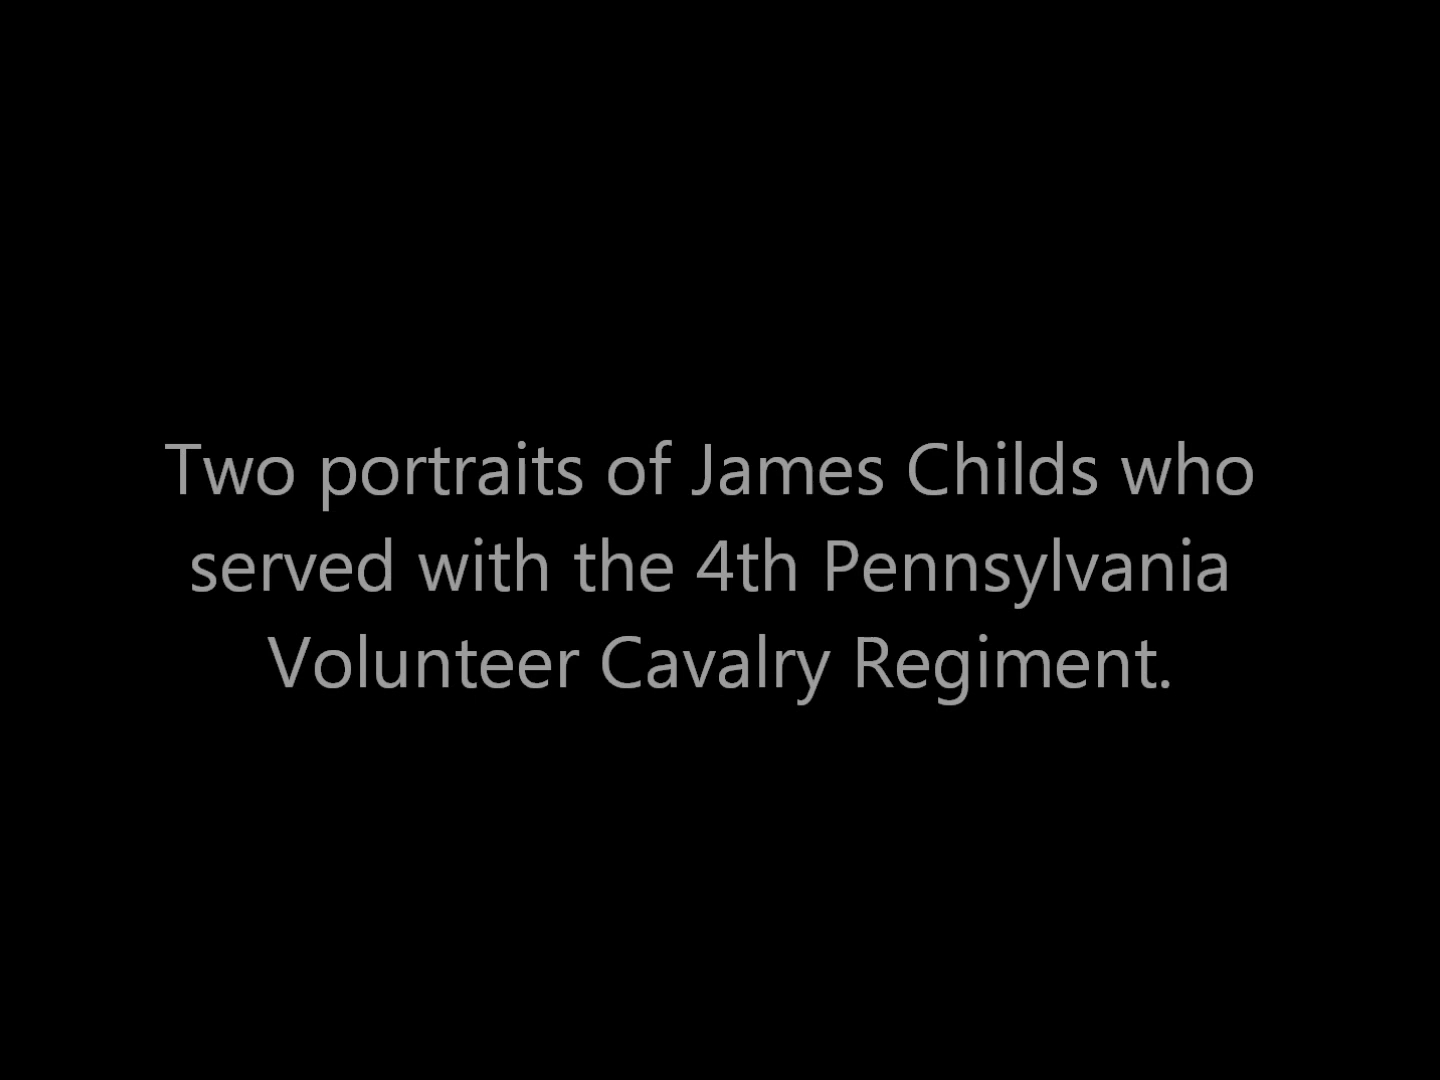 Two portraits of James Childs who
served with the 4th Pennsylvania
Volunteer Cavalry Regiment.